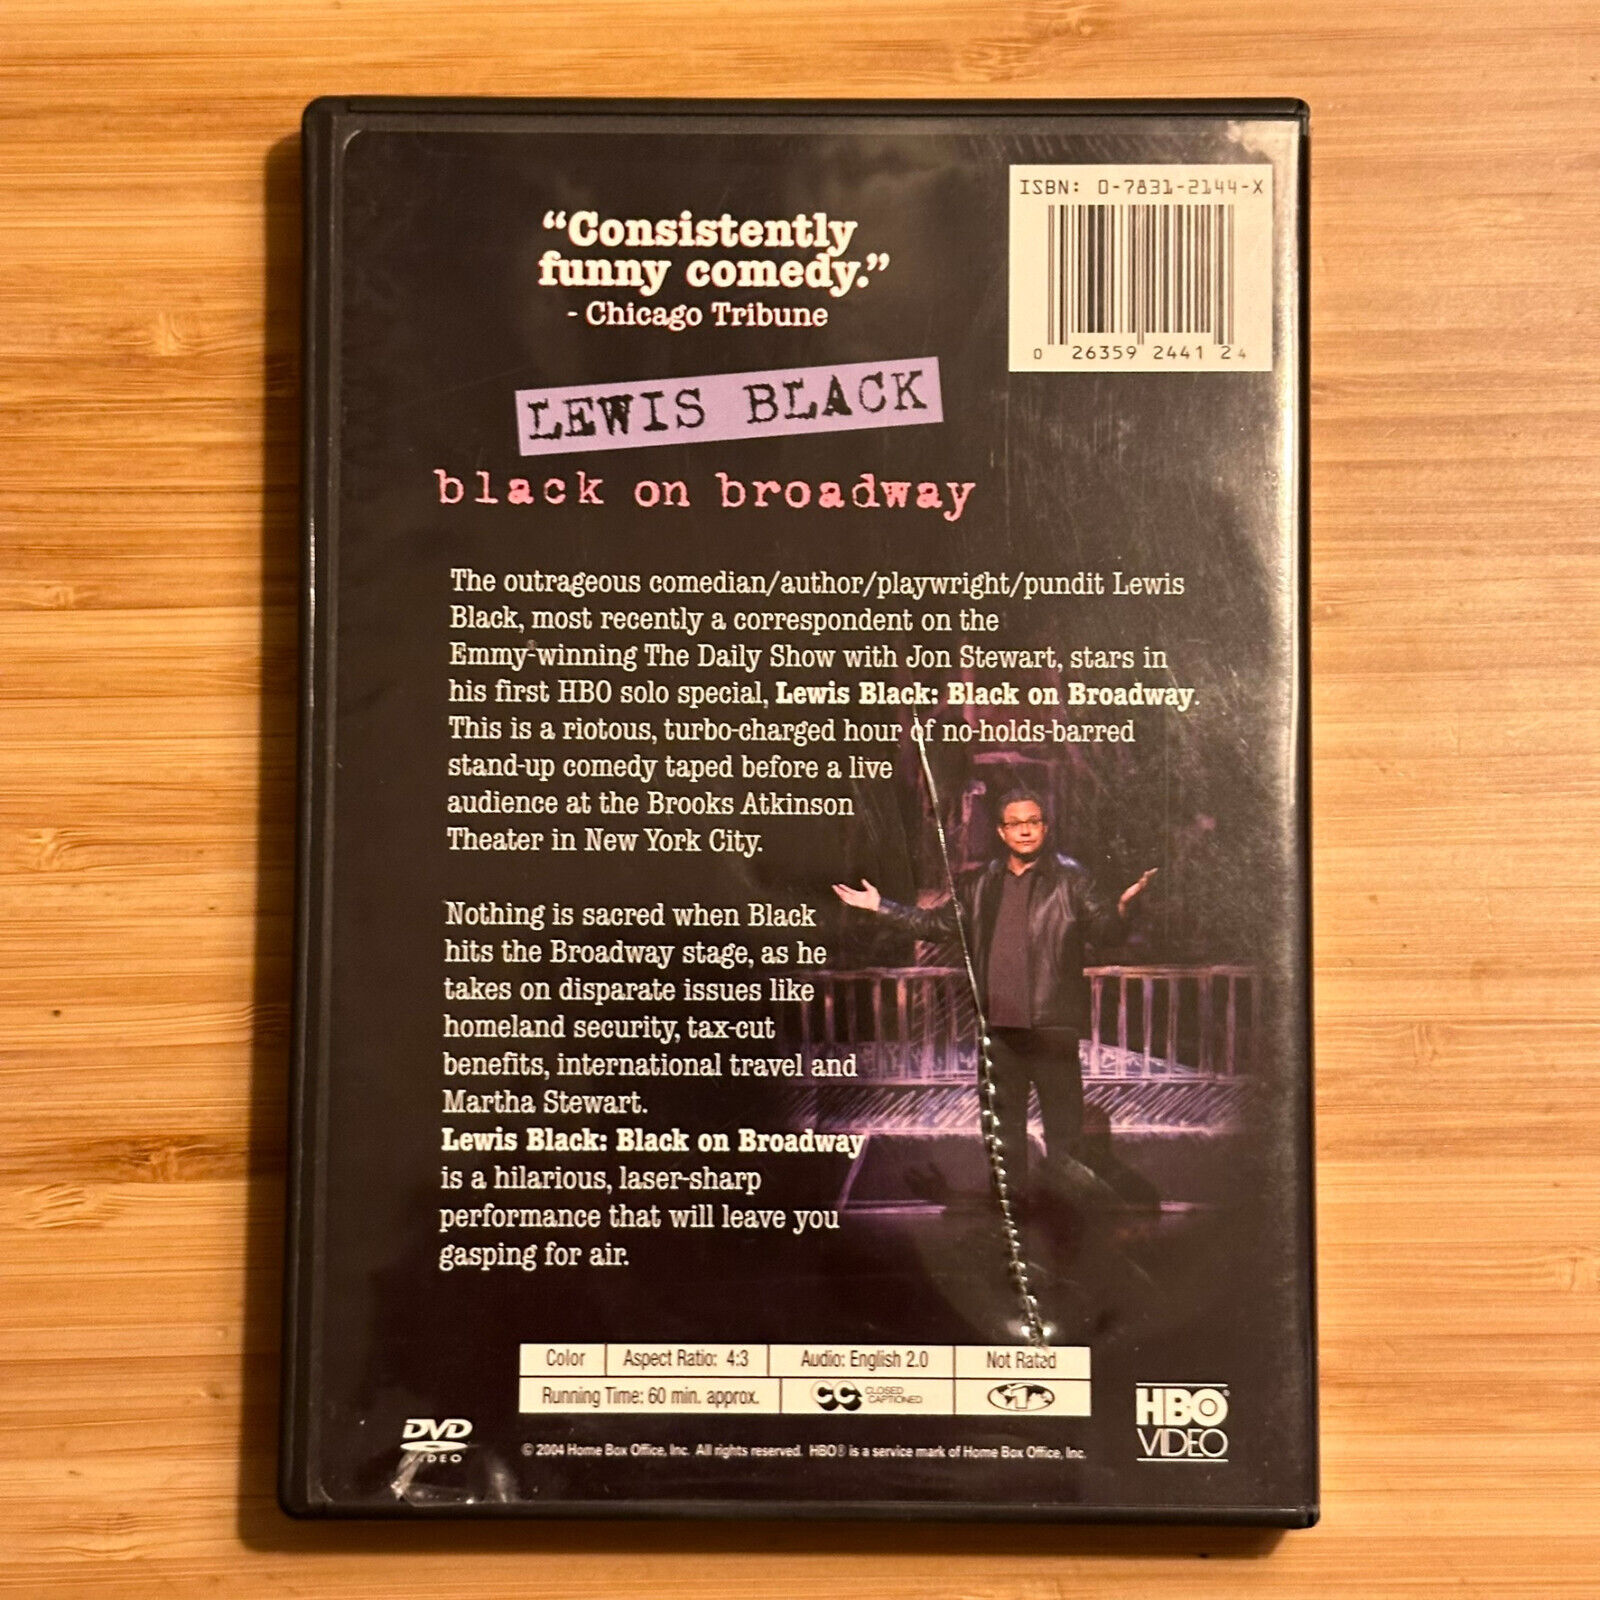 ISBN: 0-7831-2144-X
0 26359 24412 4
“Consistently
funny comedy.”
- Chicago Tribune
LEWIS BLACK
black on broadway
The outrageous comedian/author/playwright/pundit Lewis
Black, most recently a correspondent on the
Emmy®-winning The Daily Show with Jon Stewart, stars in
his first HBO solo special, Lewis Black: Black on Broadway.
This is a riotous, turbo-charged hour of no-holds-barred
stand-up comedy taped before a live
audience at the Brooks Atkinson
Theater in New York City.
Nothing is sacred when Black
hits the Broadway stage, as he
takes on disparate issues like
homeland security, tax-cut
benefits, international travel and
Martha Stewart.
Lewis Black: Black on Broadway
is a hilarious, laser-sharp
performance that will leave you
gasping for air.
Color Aspect Ratio: 4:3 Audio: English 2.0 Not Rated
Running Time: 60 min. approx. CC CLOSED CAPTIONED 1
DVD VIDEO
© 2004 Home Box Office, Inc. All rights reserved. HBO® is a service mark of Home Box Office, Inc.
HBO®
VIDEO